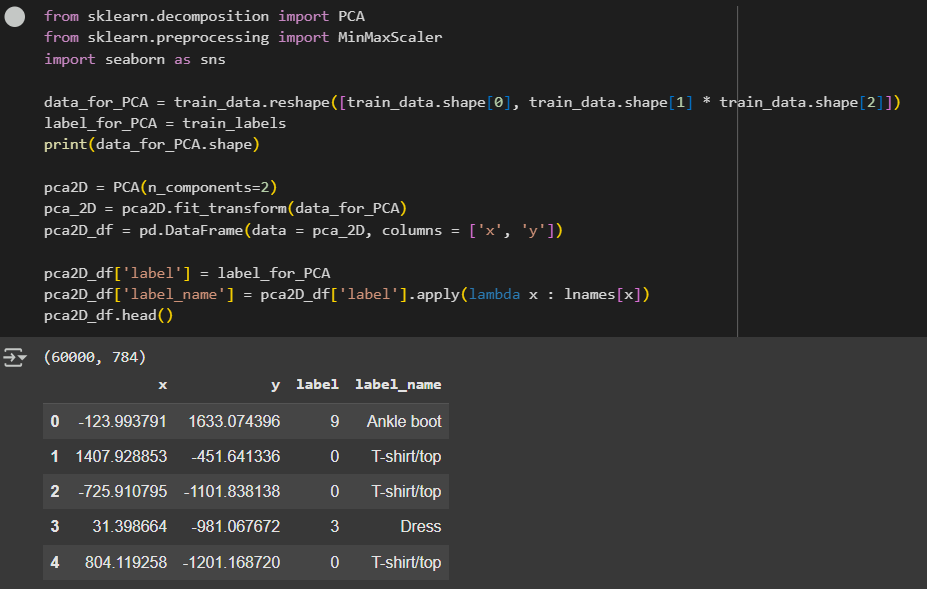 from sklearn.decomposition import PCA
from sklearn.preprocessing import MinMaxScaler
import seaborn as sns
data_for_PCA = train_data.reshape([train_data.shape[0], train_data.shape[1] * train_data.shape[2]])
label_for_PCA = train_labels
print(data_for_PCA.shape)
pca2D = PCA(n_components=2)
pca_2D = pca2D.fit_transform(data_for_PCA)
pca2D_df = pd.DataFrame(data = pca_2D, columns = ['x', 'y'])
pca2D_df['label'] = label_for_PCA
pca2D_df['label_name'] = pca2D_df['label'].apply(lambda x : lnames[x])
pca2D_df.head()
(60000, 784)
x y label label_name
0 -123.993791 1633.074396 9 Ankle boot
1 1407.928853 -451.641336 0 T-shirt/top
2 -725.910795 -1101.838138 0 T-shirt/top
3 31.398664 -981.067672 3 Dress
4 804.119258 -1201.168720 0 T-shirt/top